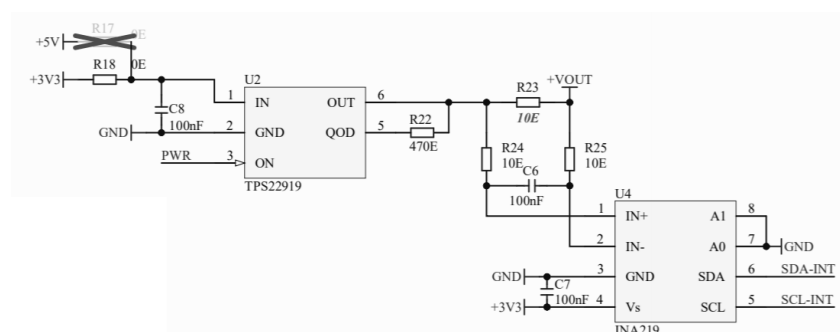 R17
0E
+5V
R18
0E
+3V3
U2
+VOUT
R23
10E
1 IN OUT 6
C8
100nF
GND
2 GND QOD 5
R22
470E
PWR
3 ON
TPS22919
R24
10E
R25
10E
C6
100nF
U4
1 IN+ A1 8
2 IN- A0 7
GND
GND
3 GND SDA 6
SDA-INT
C7
100nF
+3V3
4 Vs SCL 5
SCL-INT
INA219